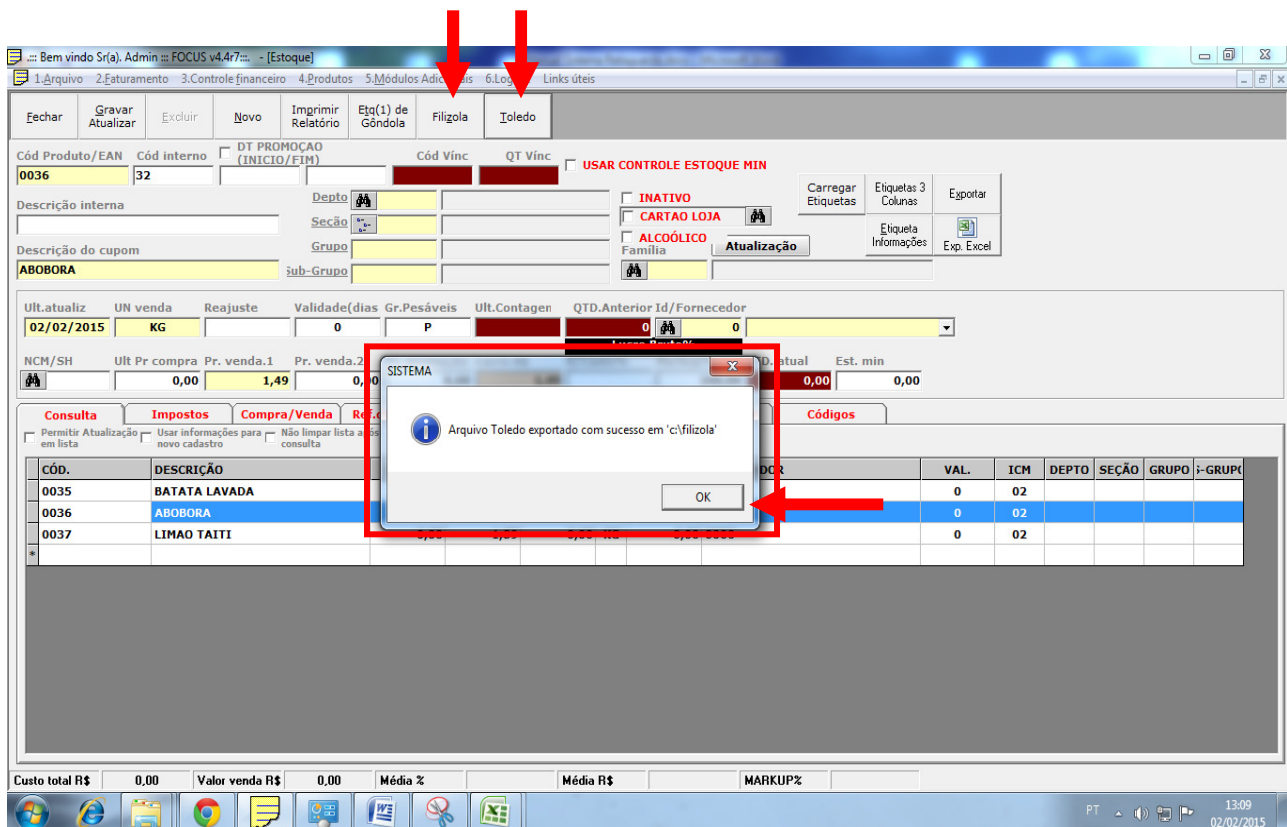 .::: Bem vindo Sr(a). Admin ::: FOCUS v4.4r7:::. - [Estoque]
1.Arquivo 2.Faturamento 3.Controle financeiro 4.Produtos 5.Módulos 6.Log Links úteis
Fechar Gravar Atualizar Excluir Novo Imprimir Relatório Etq(1) de Gôndola Filizola Toledo
Cód Produto/EAN Cód interno DT PROMOÇAO (INICIO/FIM) Cód Vínc QT Vínc USAR CONTROLE ESTOQUE MIN
0036 32
Carregar Etiquetas Etiquetas 3 Colunas Exportar
Depto INATIVO
Descrição interna
Seção CARTAO LOJA
Etiqueta Informações Exp. Excel
ALCOÓLICO Atualização
Descrição do cupom Grupo Família
ABOBORA Sub-Grupo
Ult.atualiz UN venda Reajuste Validade(dias Gr.Pesáveis Ult.Contagen QTD.Anterior Id/Fornecedor
02/02/2015 KG 0 P 0 0
Lucro Bruto%
NCM/SH Ult Pr compra Pr. venda.1 Pr. venda.2 D. atual Est. min
0,00 1,49 0,00 0,00 0,00
SISTEMA
Arquivo Toledo exportado com sucesso em 'c:\filizola'
OK
Consulta Impostos Compra/Venda Códigos
Permitir Atualização em lista Usar informações para novo cadastro Não limpar lista após consulta
CÓD. DESCRIÇÃO VAL. ICM DEPTO SEÇÃO GRUPO
0035 BATATA LAVADA 0 02
0036 ABOBORA 0 02
0037 LIMAO TAITI 0 02
*
Custo total R$ 0,00 Valor venda R$ 0,00 Média % Média R$ MARKUP%
PT 13:09
02/02/2015